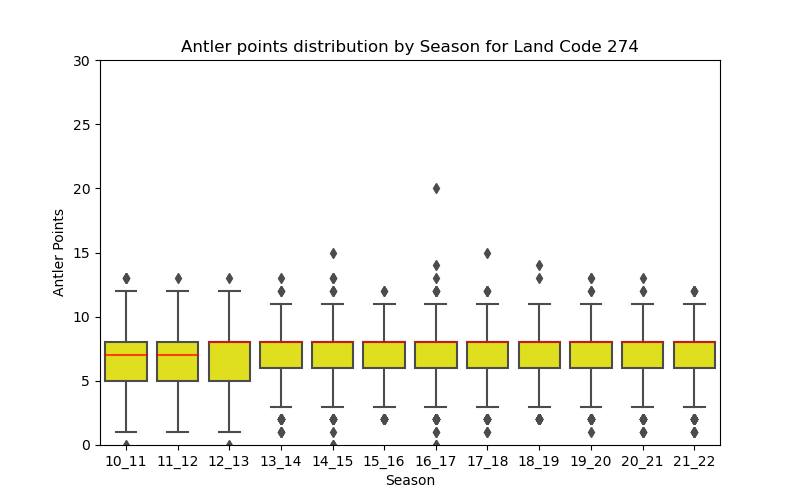 Antler points distribution by Season for Land Code 274
30
25
20
15
10
5
0
Antler Points
10_11 11_12 12_13 13_14 14_15 15_16 16_17 17_18 18_19 19_20 20_21 21_22
Season